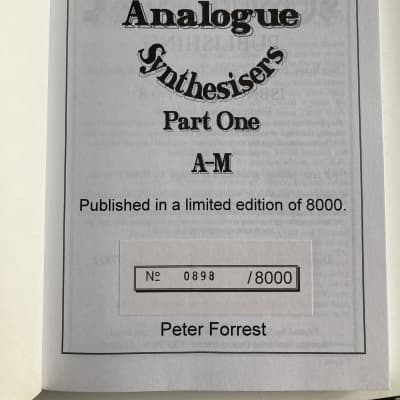 Analogue
Synthesisers
Part One
A-M
Published in a limited edition of 8000.
Nº 0898 /8000
Peter Forrest